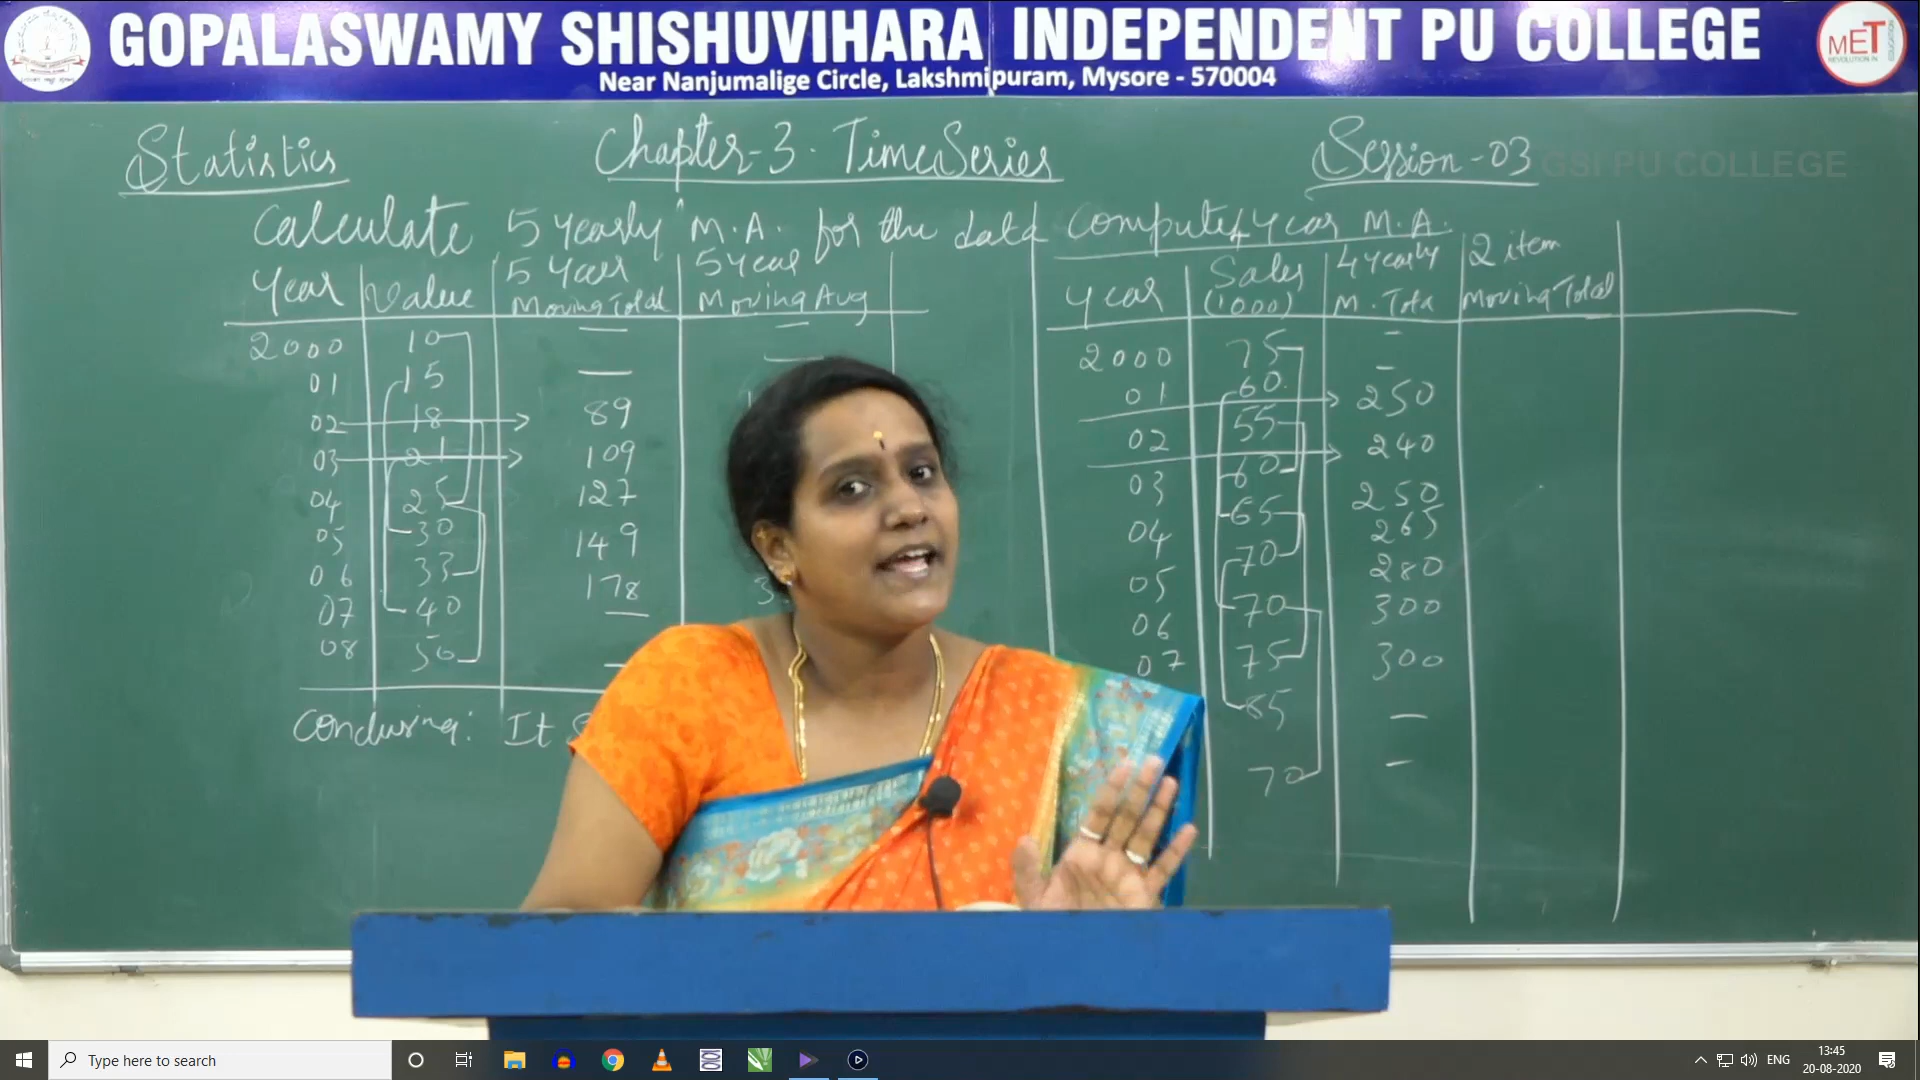 GOPALASWAMY SHISHUVIHARA INDEPENDENT PU COLLEGE
Near Nanjumalige Circle, Lakshmipuram, Mysore - 570004
MET
Statistics Chapter-3. Time Series Session-03
GSI PU COLLEGE
Calculate 5 yearly M.A. for the data
Year Value 5 Year Moving Total 5 year Moving Avg
2000 10 — —
01 15 — —
02 18 89
03 21 109
04 25 127
05 30 149
06 33 178
07 40 —
08 50 —
It
Compute 4 year M.A.
Year Sales ('000) 4 yearly M. Tota 2 item Moving Total
2000 75 -
01 60 -
250
02 55
240
03 60
250
04 65
265
05 70 280
06 70 300
07 75 300
85 —
70 —
Type here to search
ENG
13:45
20-08-2020